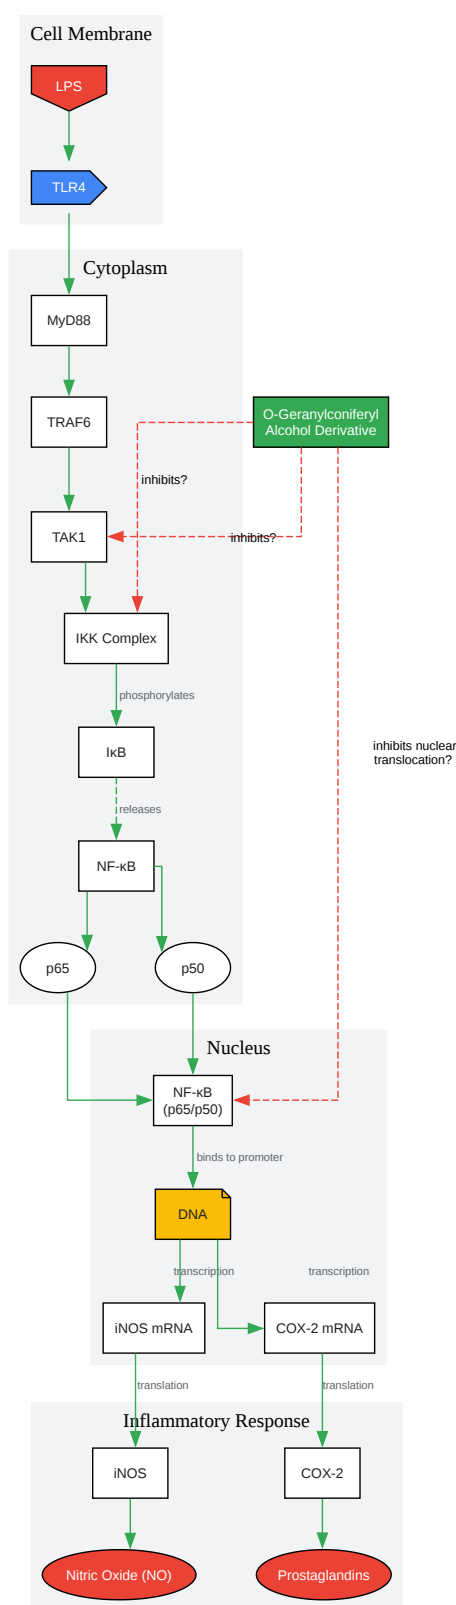 Cell Membrane
LPS
TLR4
Cytoplasm
MyD88
TRAF6
O-Geranylconiferyl
Alcohol Derivative
inhibits?
TAK1
inhibits?
IKK Complex
phosphorylates
IκB
inhibits nuclear
translocation?
releases
NF-κB
p65
p50
Nucleus
NF-κB
(p65/p50)
binds to promoter
DNA
transcription
transcription
iNOS mRNA
COX-2 mRNA
translation
translation
Inflammatory Response
iNOS
COX-2
Nitric Oxide (NO)
Prostaglandins